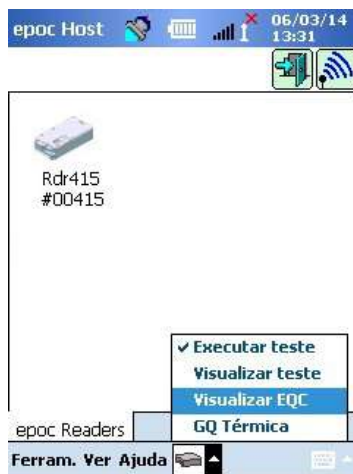 epoc Host 06/03/14
13:31
Rdr415
#00415
Executar teste
Visualizar teste
Visualizar EQC
GQ Térmica
epoc Readers
Ferram. Ver Ajuda